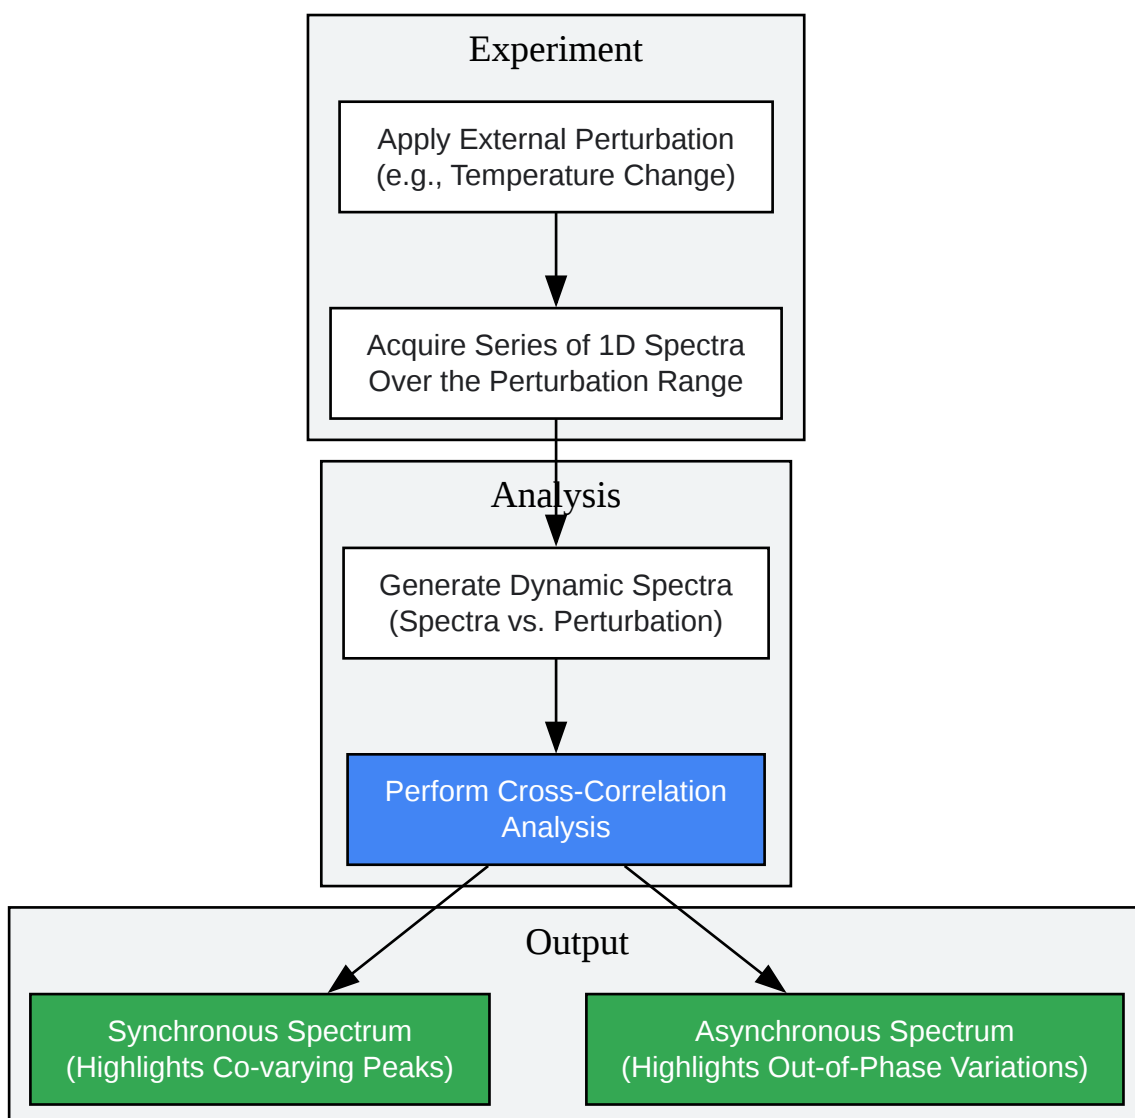 Experiment
Apply External Perturbation
(e.g., Temperature Change)
Acquire Series of 1D Spectra
Over the Perturbation Range
Analysis
Generate Dynamic Spectra
(Spectra vs. Perturbation)
Perform Cross-Correlation
Analysis
Output
Synchronous Spectrum
(Highlights Co-varying Peaks)
Asynchronous Spectrum
(Highlights Out-of-Phase Variations)